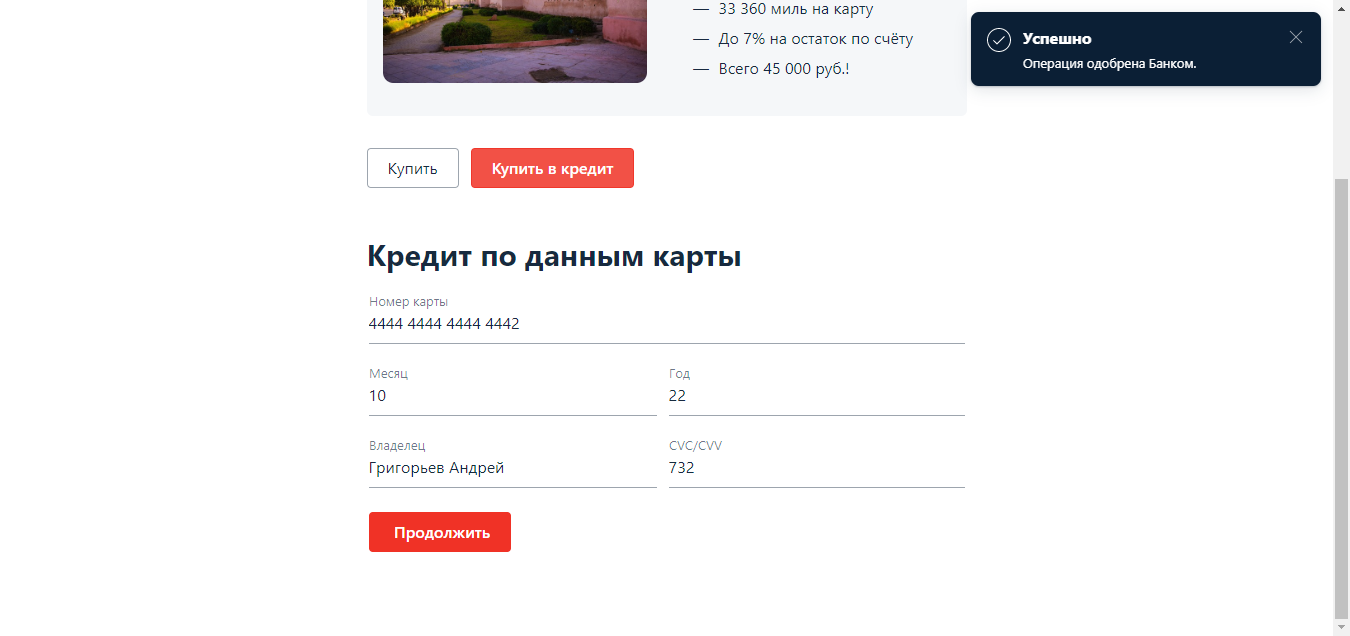 — 33 360 миль на карту
— До 7% на остаток по счёту
— Всего 45 000 руб.!
Успешно
Операция одобрена Банком.
Купить
Купить в кредит
Кредит по данным карты
Номер карты
4444 4444 4444 4442
Месяц
Год
10
22
Владелец
CVC/CVV
Григорьев Андрей
732
Продолжить